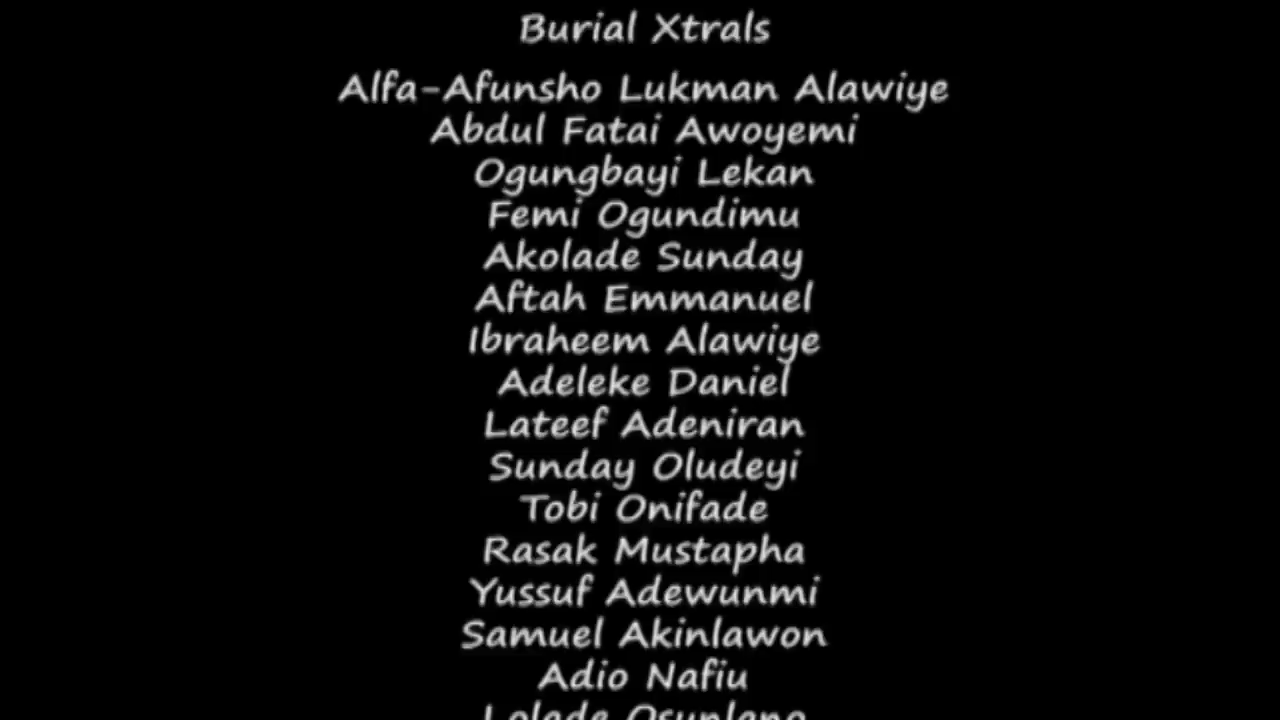 Burial Xtrals
Alfa-Afunsho Lukman Alawiye
Abdul Fatai Awoyemi
Ogungbayi Lekan
Femi Ogundimu
Akolade Sunday
Aftah Emmanuel
Ibraheem Alawiye
Adeleke Daniel
Lateef Adeniran
Sunday Oludeyi
Tobi Onifade
Rasak Mustapha
Yussuf Adewunmi
Samuel Akinlawon
Adio Nafiu
Lolade